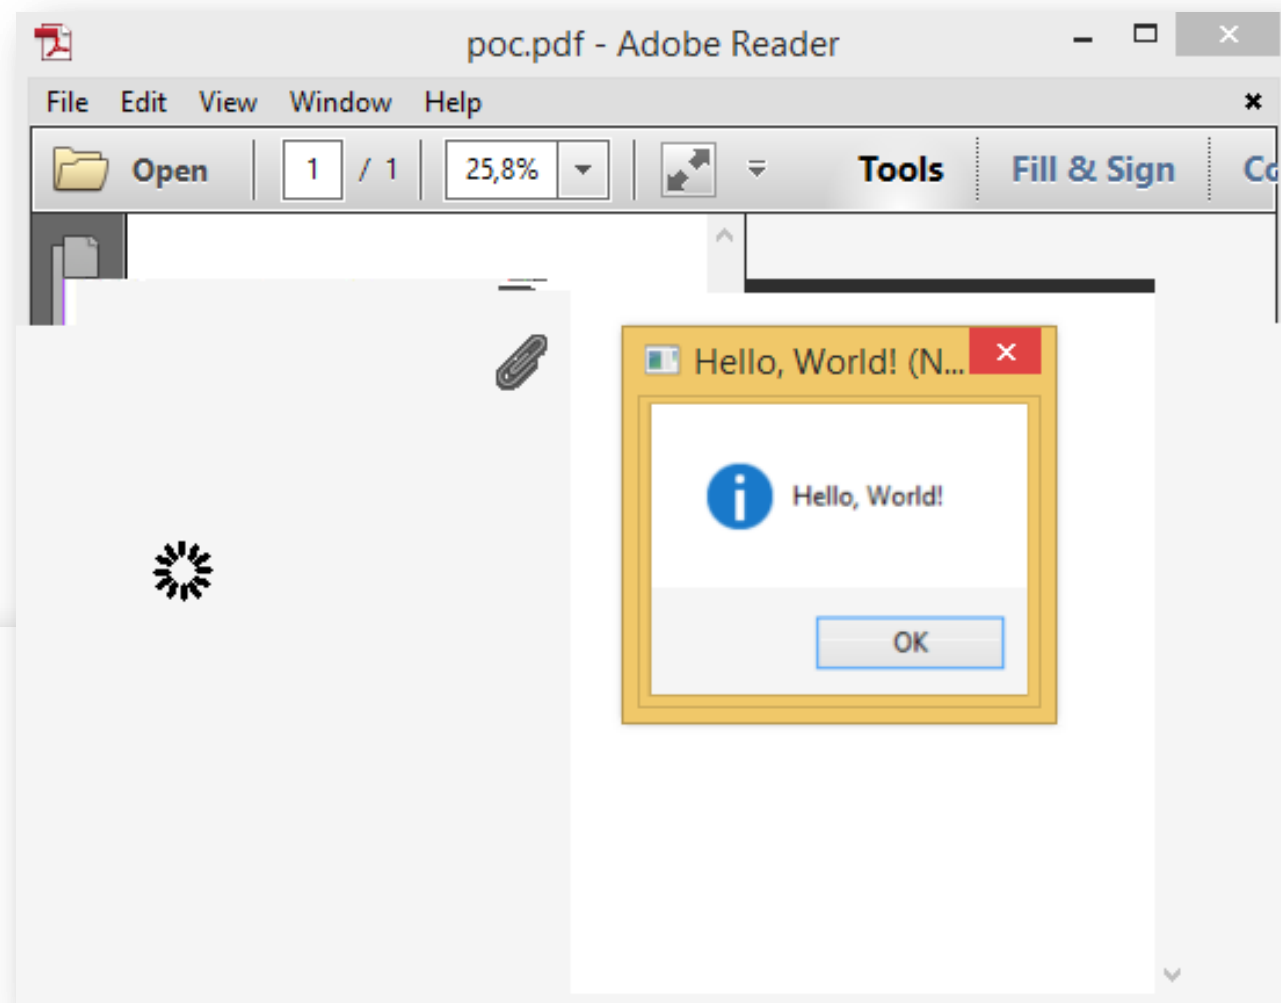 poc.pdf - Adobe Reader
File Edit View Window Help
Open 1 / 1 25,8% Tools Fill & Sign
Hello, World! (N...
Hello, World!
OK